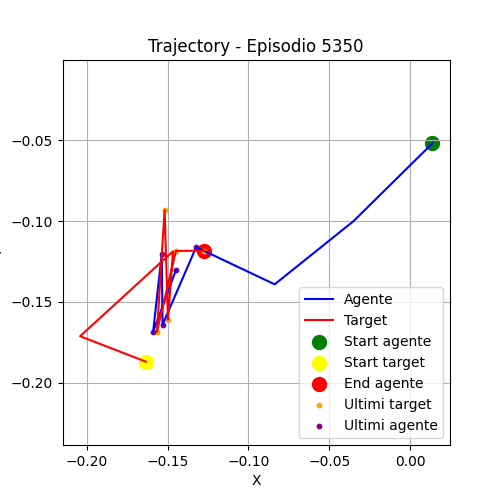 Trajectory - Episodio 5350
−0.05
−0.10
−0.15
−0.20
−0.20
−0.15
−0.10
−0.05
0.00
X
Agente
Target
Start agente
Start target
End agente
Ultimi target
Ultimi agente